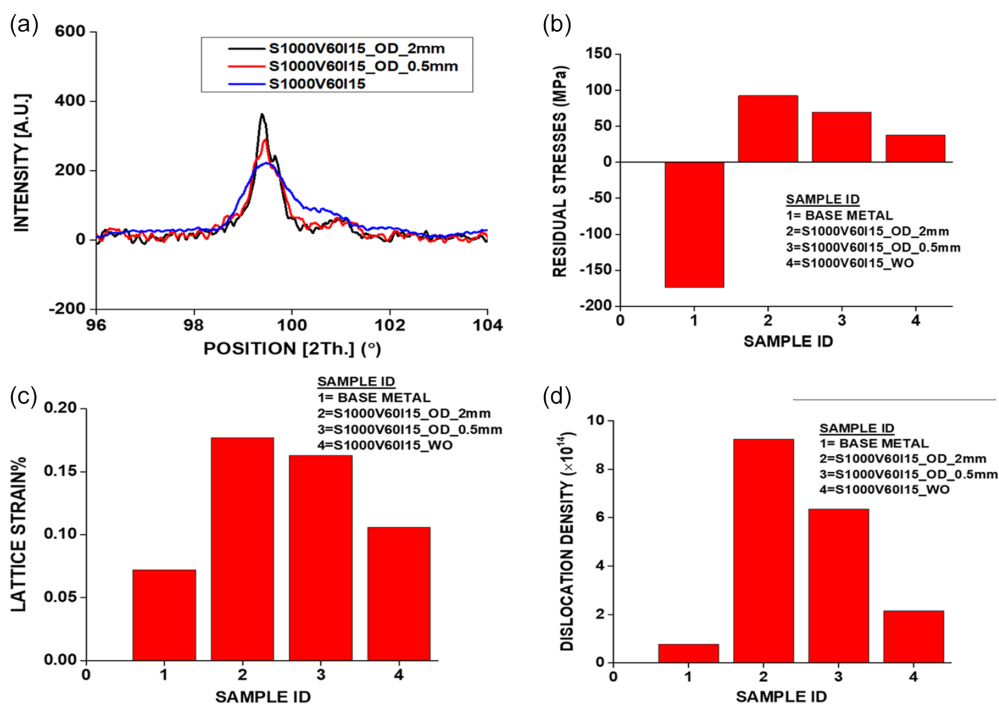 (a)
600
400
200
0
-200
INTENSITY [A.U.]
S1000V60I15_OD_2mm
S1000V60I15_OD_0.5mm
S1000V60I15
96 98 100 102 104
POSITION [2Th.] (°)
(b)
150
100
50
0
-50
-100
-150
-200
RESIDUAL STRESSES (MPa)
SAMPLE ID
1= BASE METAL
2=S1000V60I15_OD_2mm
3=S1000V60I15_OD_0.5mm
4=S1000V60I15_WO
0 1 2 3 4
SAMPLE ID
(c)
0.20
0.15
0.10
0.05
0.00
LATTICE STRAIN%
SAMPLE ID
1= BASE METAL
2=S1000V60I15_OD_2mm
3=S1000V60I15_OD_0.5mm
4=S1000V60I15_WO
0 1 2 3 4
SAMPLE ID
(d)
10
8
6
4
2
0
DISLOCATION DENSITY (×10¹⁴)
SAMPLE ID
1= BASE METAL
2=S1000V60I15_OD_2mm
3=S1000V60I15_OD_0.5mm
4=S1000V60I15_WO
0 1 2 3 4
SAMPLE ID